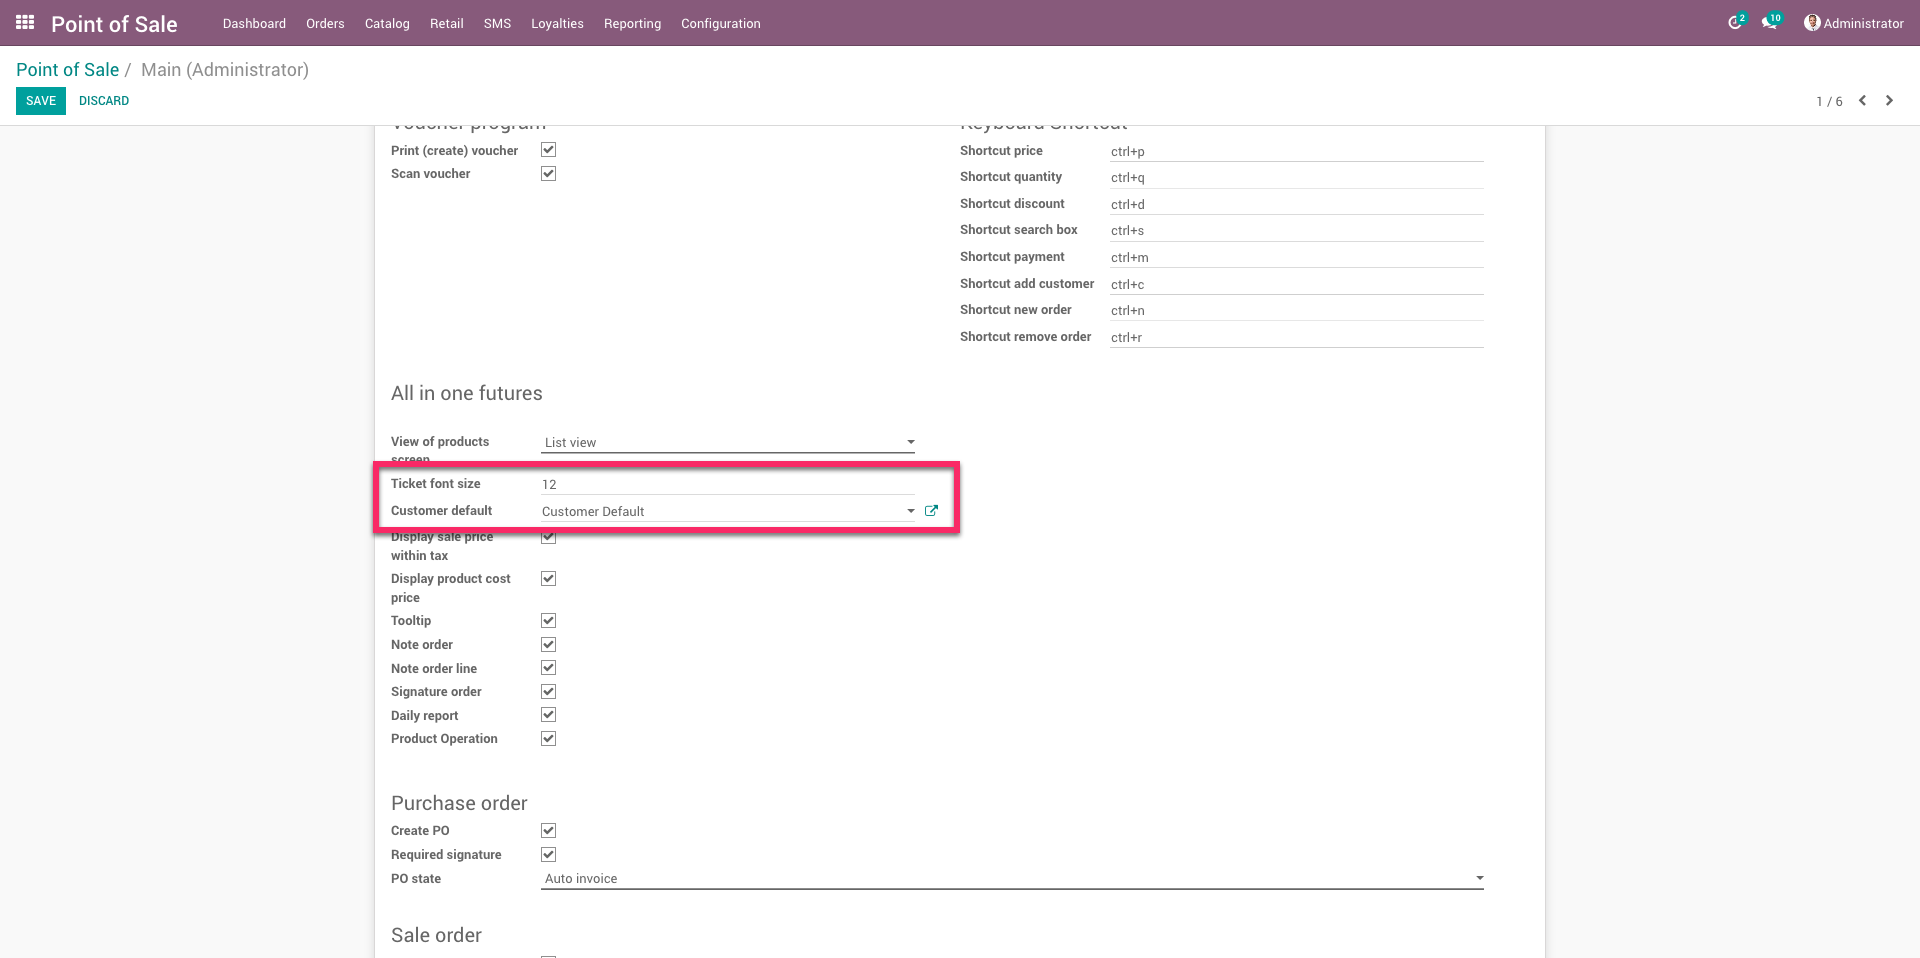 Point of Sale
Dashboard
Orders
Catalog
Retail
SMS
Loyalties
Reporting
Configuration
2
10
Administrator
Point of Sale / Main (Administrator)
SAVE
DISCARD
1 / 6
Voucher program
Print (create) voucher
Scan voucher
Keyboard Shortcut
Shortcut price ctrl+p
Shortcut quantity ctrl+q
Shortcut discount ctrl+d
Shortcut search box ctrl+s
Shortcut payment ctrl+m
Shortcut add customer ctrl+c
Shortcut new order ctrl+n
Shortcut remove order ctrl+r
All in one futures
View of products List view
screen
Ticket font size 12
Customer default Customer Default
Display sale price
within tax
Display product cost
price
Tooltip
Note order
Note order line
Signature order
Daily report
Product Operation
Purchase order
Create PO
Required signature
PO state Auto invoice
Sale order